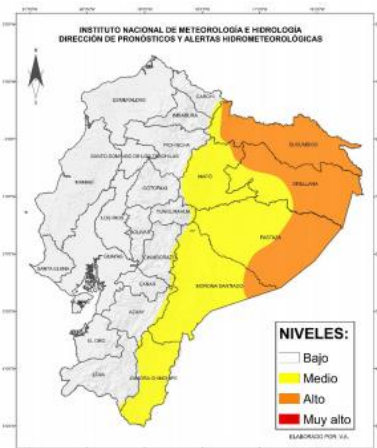 INSTITUTO NACIONAL DE METEOROLOGÍA E HIDROLOGÍA
DIRECCIÓN DE PRONÓSTICOS Y ALERTAS HIDROMETEOROLÓGICAS
CARCHI
ESMERALDAS
IMBABURA
SUCUMBIOS
PICHINCHA
SANTO DOMINGO DE LOS TSACHILAS
NAPO
ORELLANA
MANABI
COTOPAXI
TUNGURAHUA
LOS RIOS
BOLIVAR
PASTAZA
GUAYAS
CHIMBORAZO
SANTA ELENA
MORONA SANTIAGO
CAÑAR
AZUAY
EL ORO
LOJA
ZAMORA CHINCHIPE
NIVELES:
Bajo
Medio
Alto
Muy alto
ELABORADO POR: V.A.